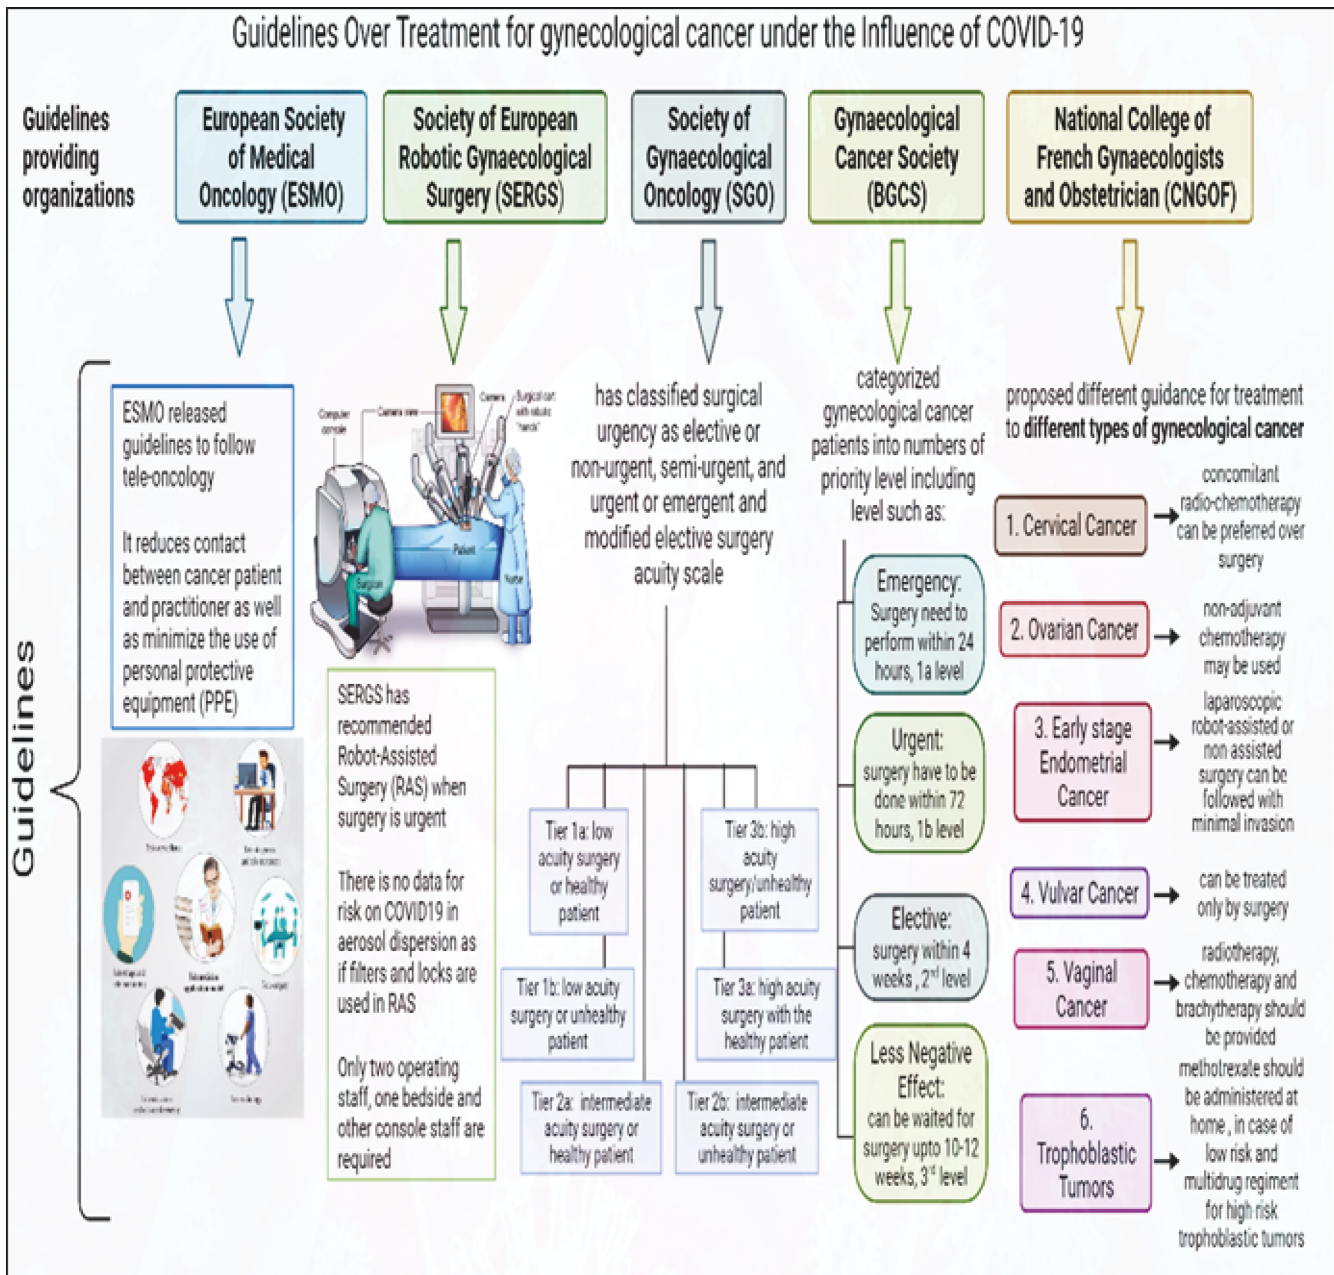 Guidelines Over Treatment for gynecological cancer under the Influence of COVID-19
Guidelines
providing
organizations
European Society
of Medical
Oncology (ESMO)
Society of European
Robotic Gynaecological
Surgery (SERGS)
Society of
Gynaecological
Oncology (SGO)
Gynaecological
Cancer Society
(BGCS)
National College of
French Gynaecologists
and Obstetrician (CNGOF)
Guidelines
ESMO released
guidelines to follow
tele-oncology
It reduces contact
between cancer patient
and practitioner as well
as minimize the use of
personal protective
equipment (PPE)
Computer
console
Camera view
Camera
Surgical cart
with robotic
"hands"
Surgeon
Patient
Nurse
SERGS has
recommended
Robot-Assisted
Surgery (RAS) when
surgery is urgent
There is no data for
risk on COVID19 in
aerosol dispersion as
if filters and locks are
used in RAS
Only two operating
staff, one bedside and
other console staff are
required
has classified surgical
urgency as elective or
non-urgent, semi-urgent, and
urgent or emergent and
modified elective surgery
acuity scale
Tier 1a: low
acuity surgery
or healthy
patient
Tier 3b: high
acuity
surgery/unhealthy
patient
Tier 1b: low acuity
surgery or unhealthy
patient
Tier 3a: high acuity
surgery with the
healthy patient
Tier 2a: intermediate
acuity surgery or
healthy patient
Tier 2b: intermediate
acuity surgery or
unhealthy patient
categorized
gynecological cancer
patients into numbers of
priority level including
level such as:
Emergency:
Surgery need to
perform within 24
hours, 1a level
Urgent:
surgery have to be
done within 72
hours, 1b level
Elective:
surgery within 4
weeks , 2nd level
Less Negative
Effect:
can be waited for
surgery upto 10-12
weeks, 3rd level
proposed different guidance for treatment
to different types of gynecological cancer
1. Cervical Cancer
concomitant
radio-chemotherapy
can be preferred over
surgery
2. Ovarian Cancer
non-adjuvant
chemotherapy
may be used
3. Early stage
Endometrial
Cancer
laparoscopic
robot-assisted or
non assisted
surgery can be
followed with
minimal invasion
4. Vulvar Cancer
can be treated
only by surgery
5. Vaginal
Cancer
radiotherapy,
chemotherapy and
brachytherapy should
be provided
6.
Trophoblastic
Tumors
methotrexate should
be administered at
home , in case of
low risk and
multidrug regiment
for high risk
trophoblastic tumors